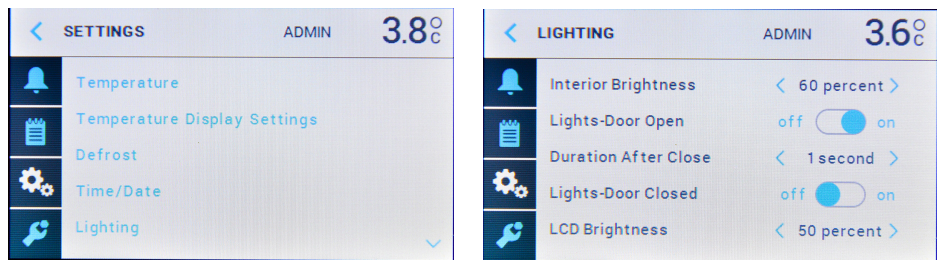 SETTINGS ADMIN 3.8°C
Temperature
Temperature Display Settings
Defrost
Time/Date
Lighting
LIGHTING ADMIN 3.6°C
Interior Brightness < 60 percent >
Lights-Door Open off on
Duration After Close < 1 second >
Lights-Door Closed off on
LCD Brightness < 50 percent >